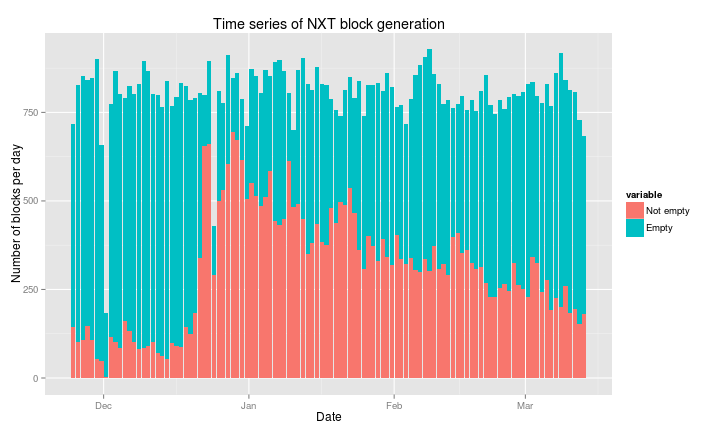 Time series of NXT block generation
Number of blocks per day
750
500
250
0
Dec
Jan
Feb
Mar
Date
variable
Not empty
Empty